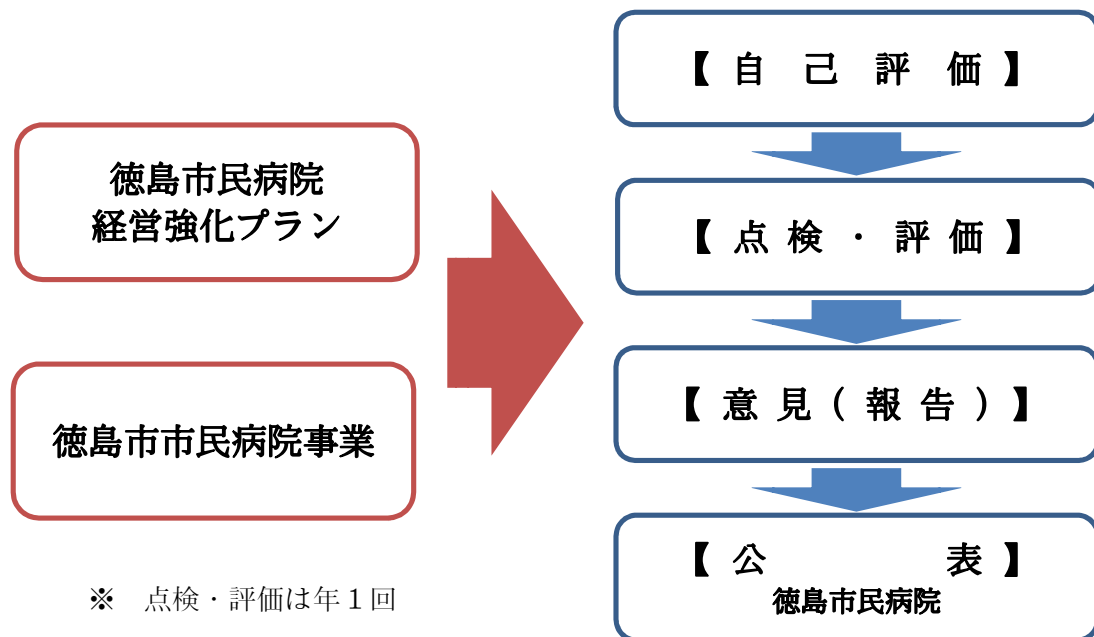 徳島市民病院
経営強化プラン
徳島市市民病院事業
※　点検・評価は年１回
【 自　己　評　価 】
【 点 検 ・ 評 価 】
【 意 見 ( 報 告 ) 】
【 公　　　　　表 】
徳島市民病院